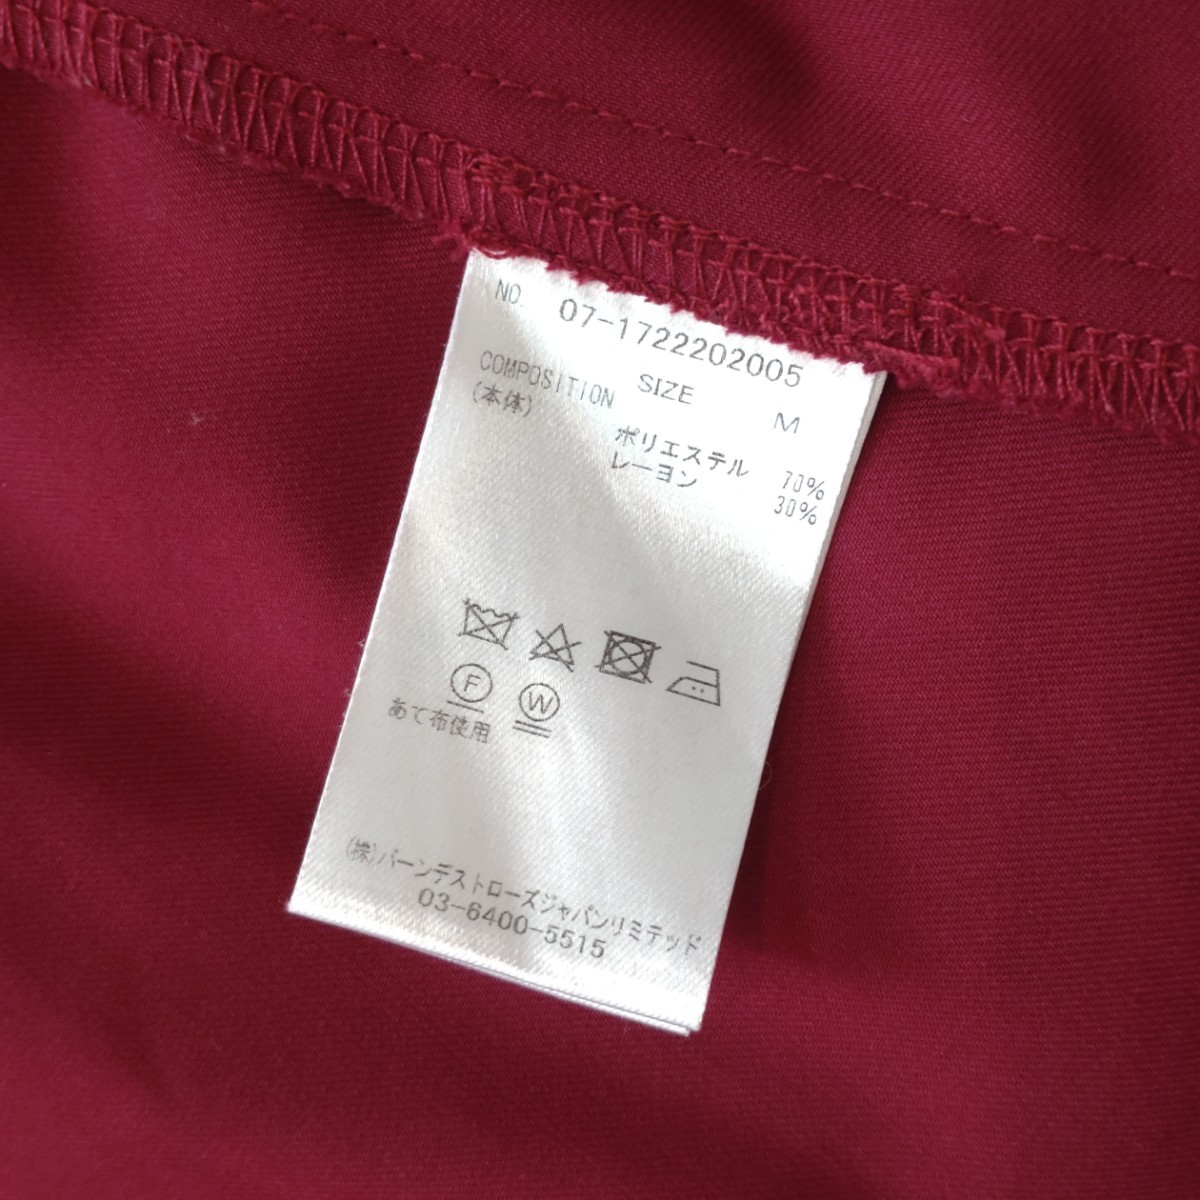 NO. 07-1722202005
SIZE M
COMPOSITION
(本体)
ポリエステル 70%
レーヨン 30%
F
W
あて布使用
(株)バーンデストローズジャパンリミテッド
03-6400-5515